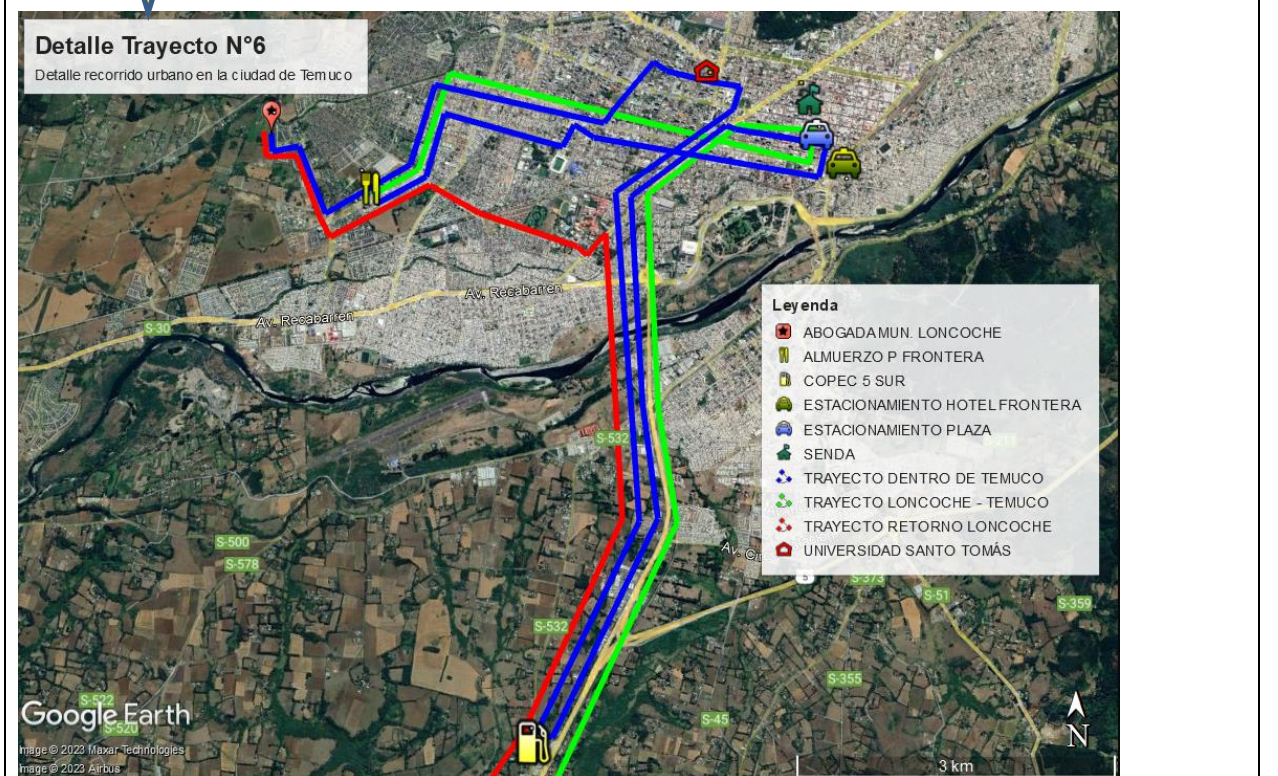 Detalle Trayecto N°6
Detalle recorrido urbano en la ciudad de Temuco
Av. Recabarren
Av. Recabarren
S-30
S-532
S-500
S-578
S-532
S-522
S-520
S-45
S-355
S-51
S-373
S-359
5
Leyenda
ABOGADA MUN. LONCOCHE
ALMUERZO P FRONTERA
COPEC 5 SUR
ESTACIONAMIENTO HOTEL FRONTERA
ESTACIONAMIENTO PLAZA
SENDA
TRAYECTO DENTRO DE TEMUCO
TRAYECTO LONCOCHE - TEMUCO
TRAYECTO RETORNO LONCOCHE
UNIVERSIDAD SANTO TOMÁS
Google Earth
Image © 2023 Maxar Technologies
Image © 2023 Airbus
N
3 km